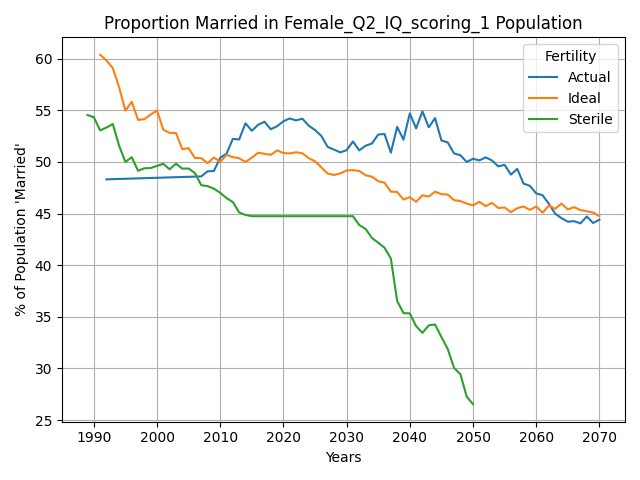 Proportion Married in Female_Q2_IQ_scoring_1 Population
% of Population 'Married'
60
55
50
45
40
35
30
25
Fertility
Actual
Ideal
Sterile
1990 2000 2010 2020 2030 2040 2050 2060 2070
Years